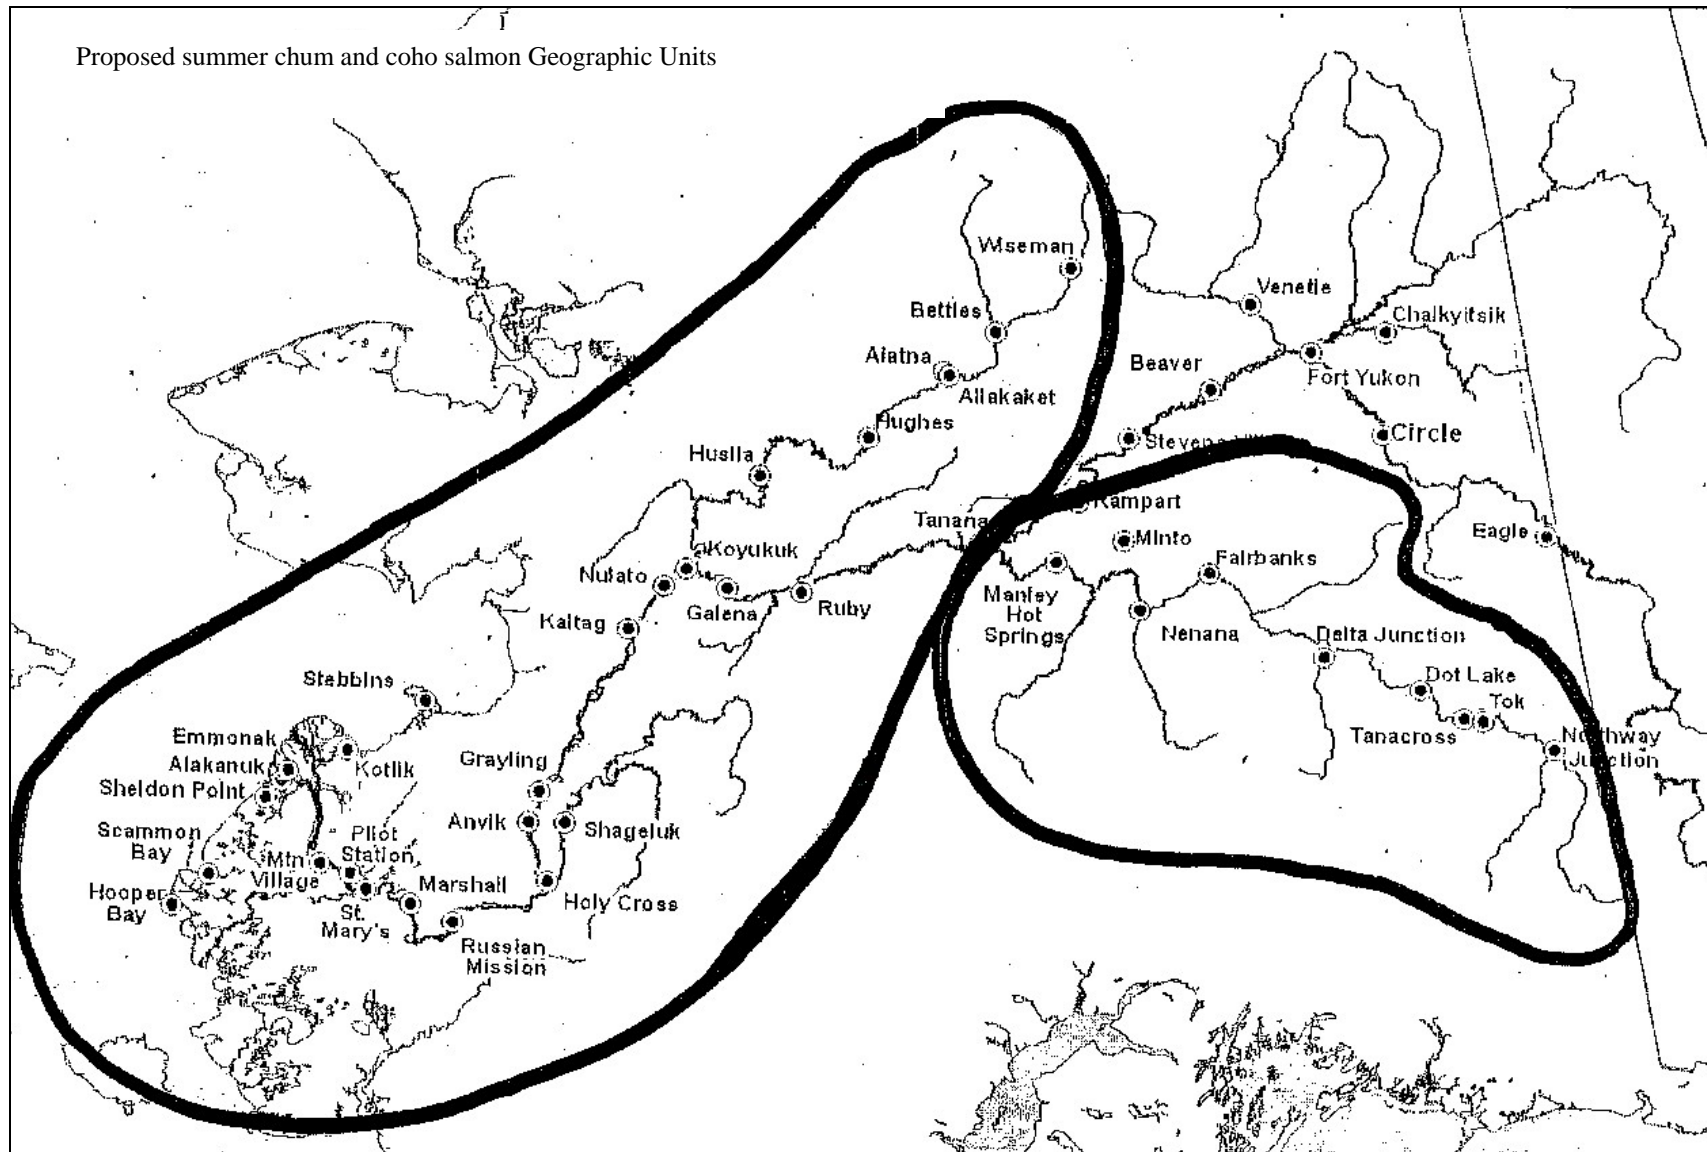 Proposed summer chum and coho salmon Geographic Units
Wiseman
Venetie
Bettles
Chalkyitsik
Alatna
Beaver
Allakaket
Fort Yukon
Hughes
Circle
Stevens
Huslia
Rampart
Tanana
Eagle
Minto
Koyukuk
Fairbanks
Nulato
Manley
Hot
Springs
Galena
Ruby
Kaltag
Nenana
Delta Junction
Stebbins
Dot Lake
Tok
Emmonak
Tanacross
Northway
Junction
Alakanuk
Kotlik
Grayling
Sheldon Point
Anvik
Shageluk
Scammon
Bay
Pilot
Station
Mtn
Village
Marshall
Hooper
Bay
Holy Cross
St.
Mary's
Russian
Mission